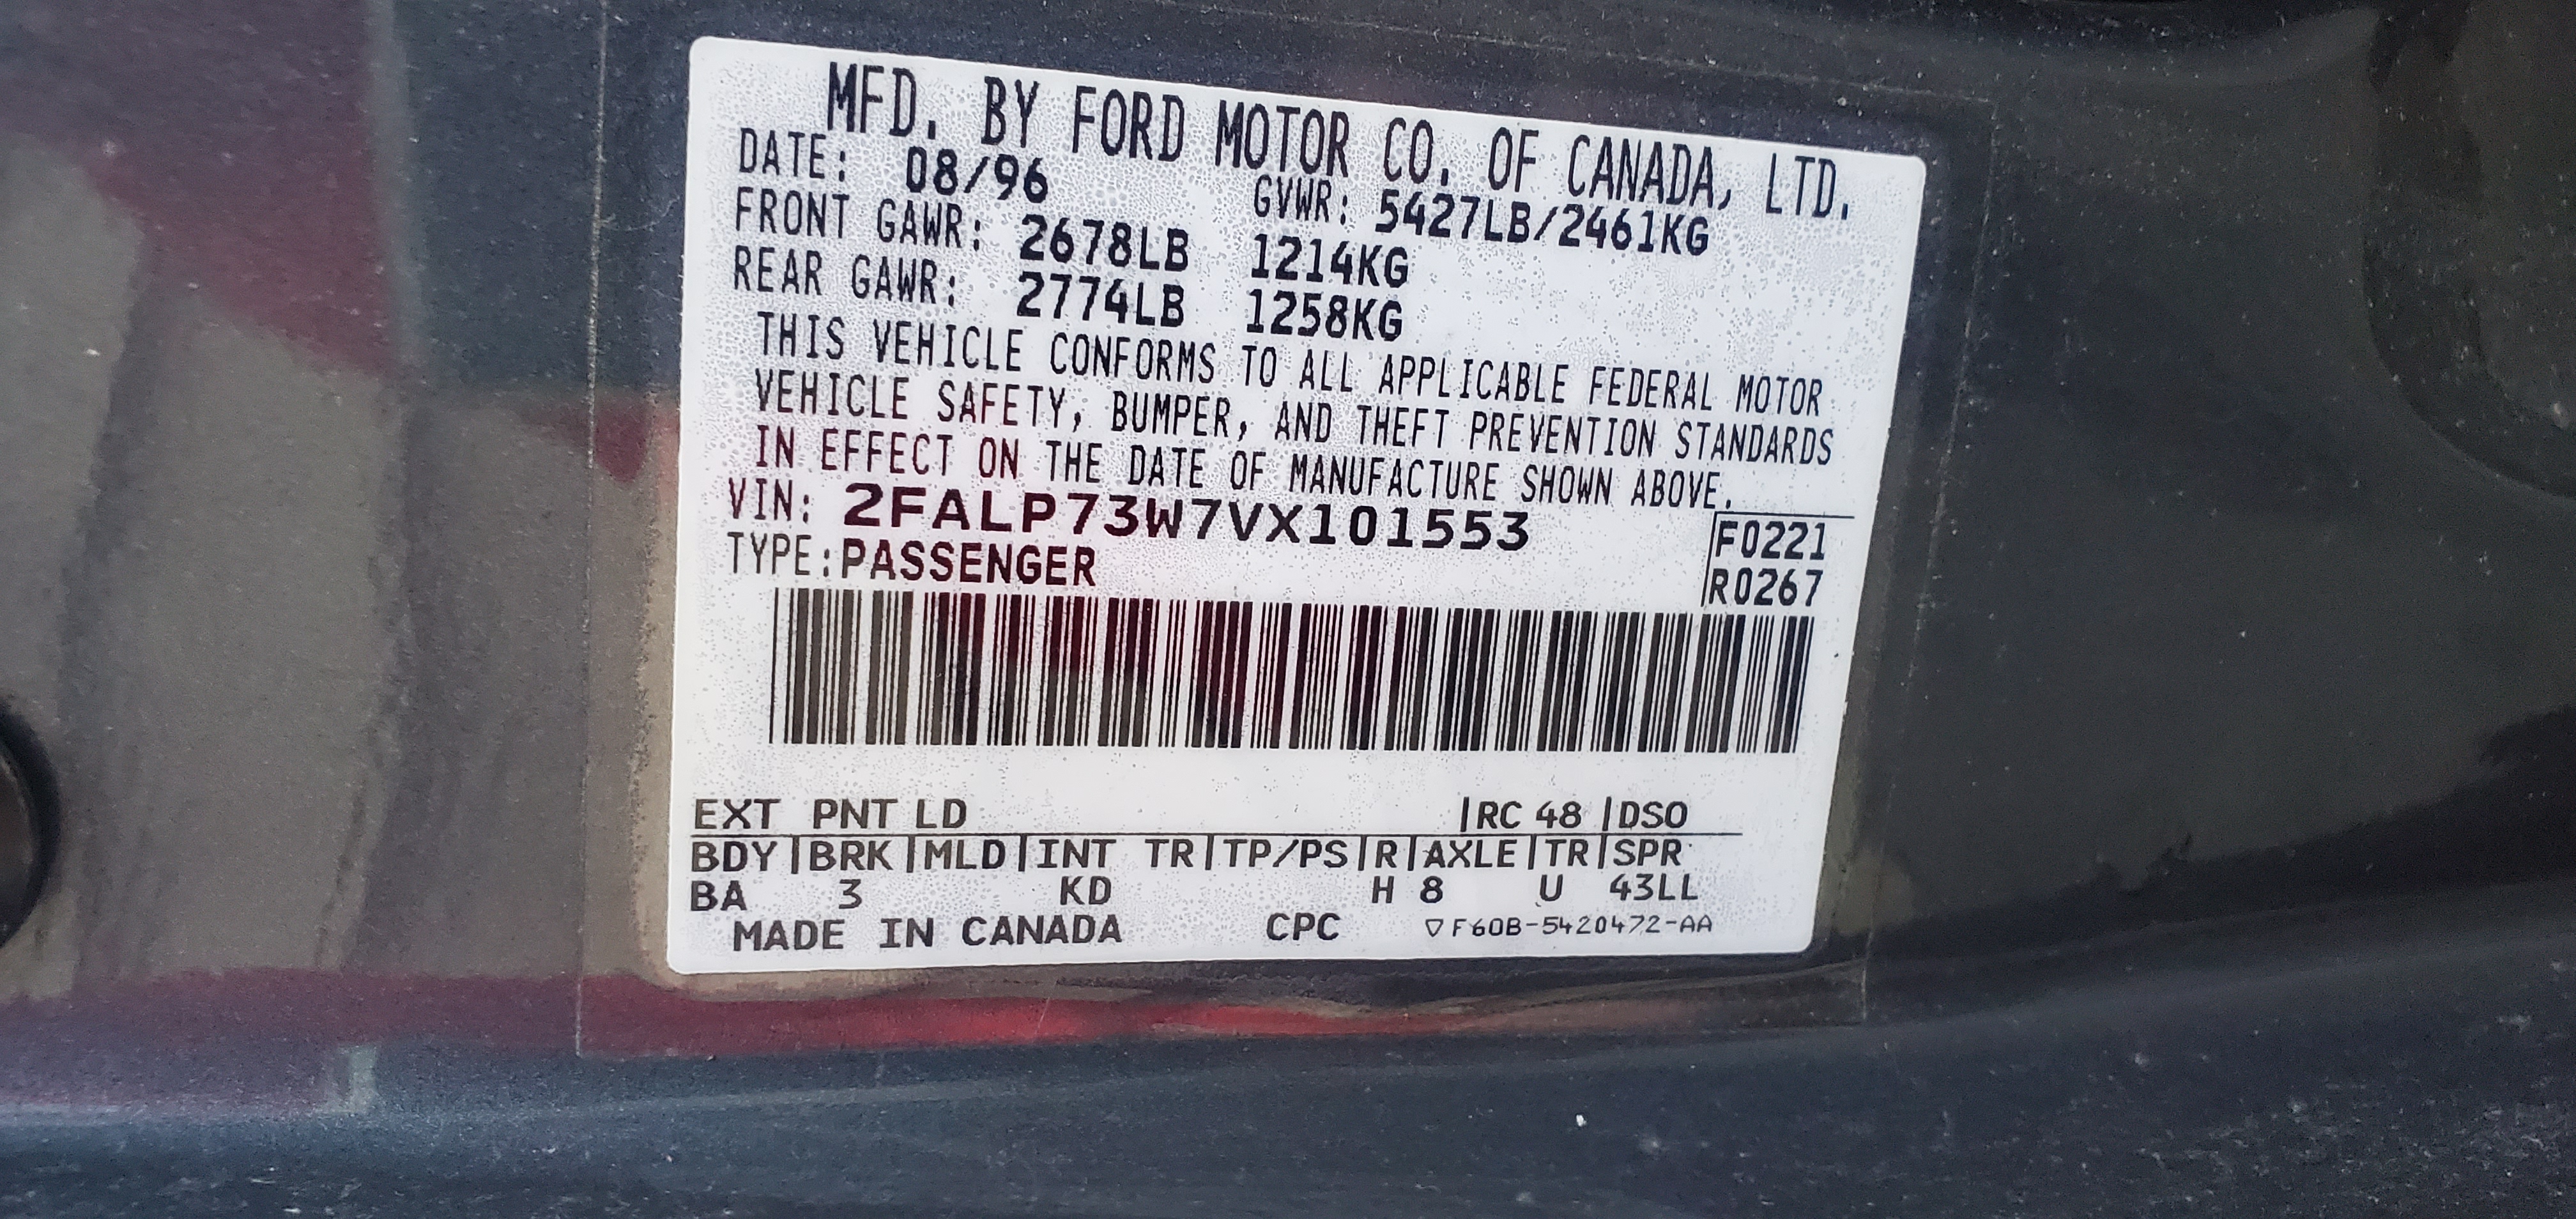 MFD. BY FORD MOTOR CO. OF CANADA, LTD.
DATE: 08/96 GVWR: 5427LB/2461KG
FRONT GAWR: 2678LB 1214KG
REAR GAWR: 2774LB 1258KG
THIS VEHICLE CONFORMS TO ALL APPLICABLE FEDERAL MOTOR
VEHICLE SAFETY, BUMPER, AND THEFT PREVENTION STANDARDS
IN EFFECT ON THE DATE OF MANUFACTURE SHOWN ABOVE.
VIN: 2FALP73W7VX101553 F0221
TYPE: PASSENGER R0267
EXT PNT LD |RC 48 |DSO
BDY |BRK |MLD |INT TR|TP/PS|R|AXLE|TR|SPR
BA 3 KD H 8 U 43LL
MADE IN CANADA CPC ▽F60B-5420472-AA